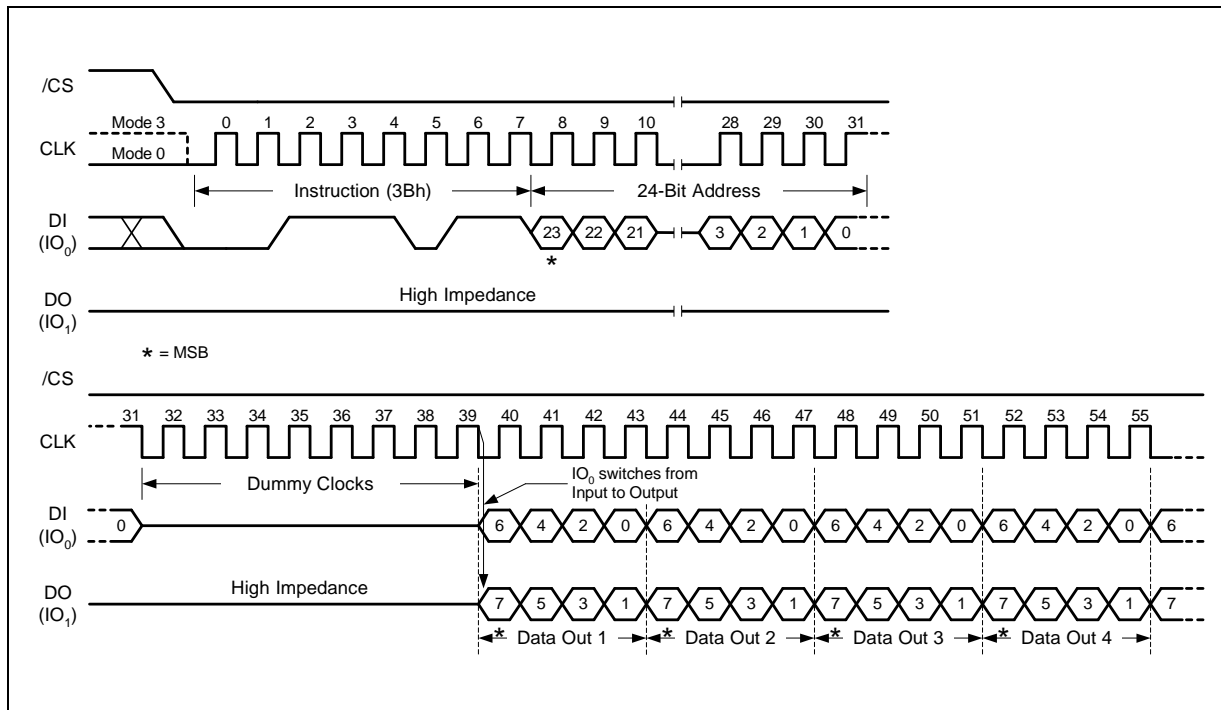 /CS
Mode 3 0 1 2 3 4 5 6 7 8 9 10 28 29 30 31
CLK
Mode 0
Instruction (3Bh) 24-Bit Address
DI
(IO0) 23 22 21 3 2 1 0
*
DO
(IO1) High Impedance
* = MSB
/CS
31 32 33 34 35 36 37 38 39 40 41 42 43 44 45 46 47 48 49 50 51 52 53 54 55
CLK
Dummy Clocks
IO0 switches from
Input to Output
DI
(IO0) 0 6 4 2 0 6 4 2 0 6 4 2 0 6 4 2 0 6
DO
(IO1) High Impedance 7 5 3 1 7 5 3 1 7 5 3 1 7 5 3 1 7
* Data Out 1 * Data Out 2 * Data Out 3 * Data Out 4